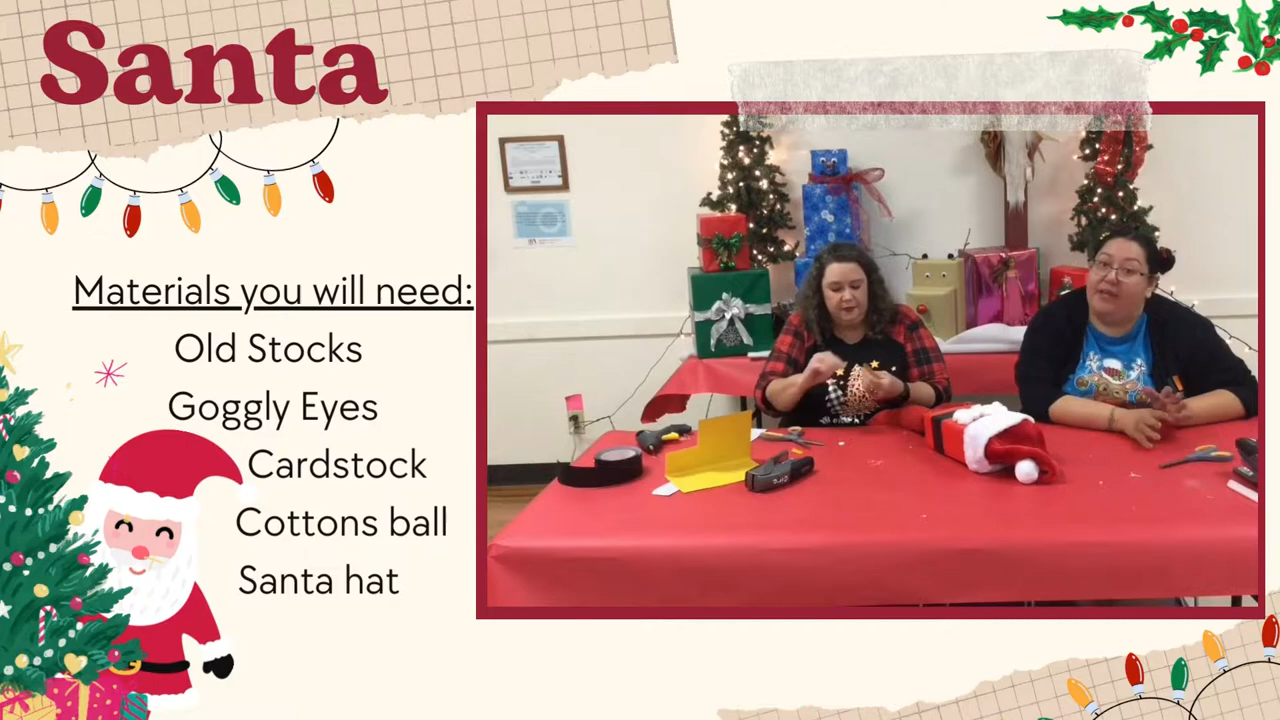 Santa
Materials you will need:
Old Stocks
Goggly Eyes
Cardstock
Cottons ball
Santa hat